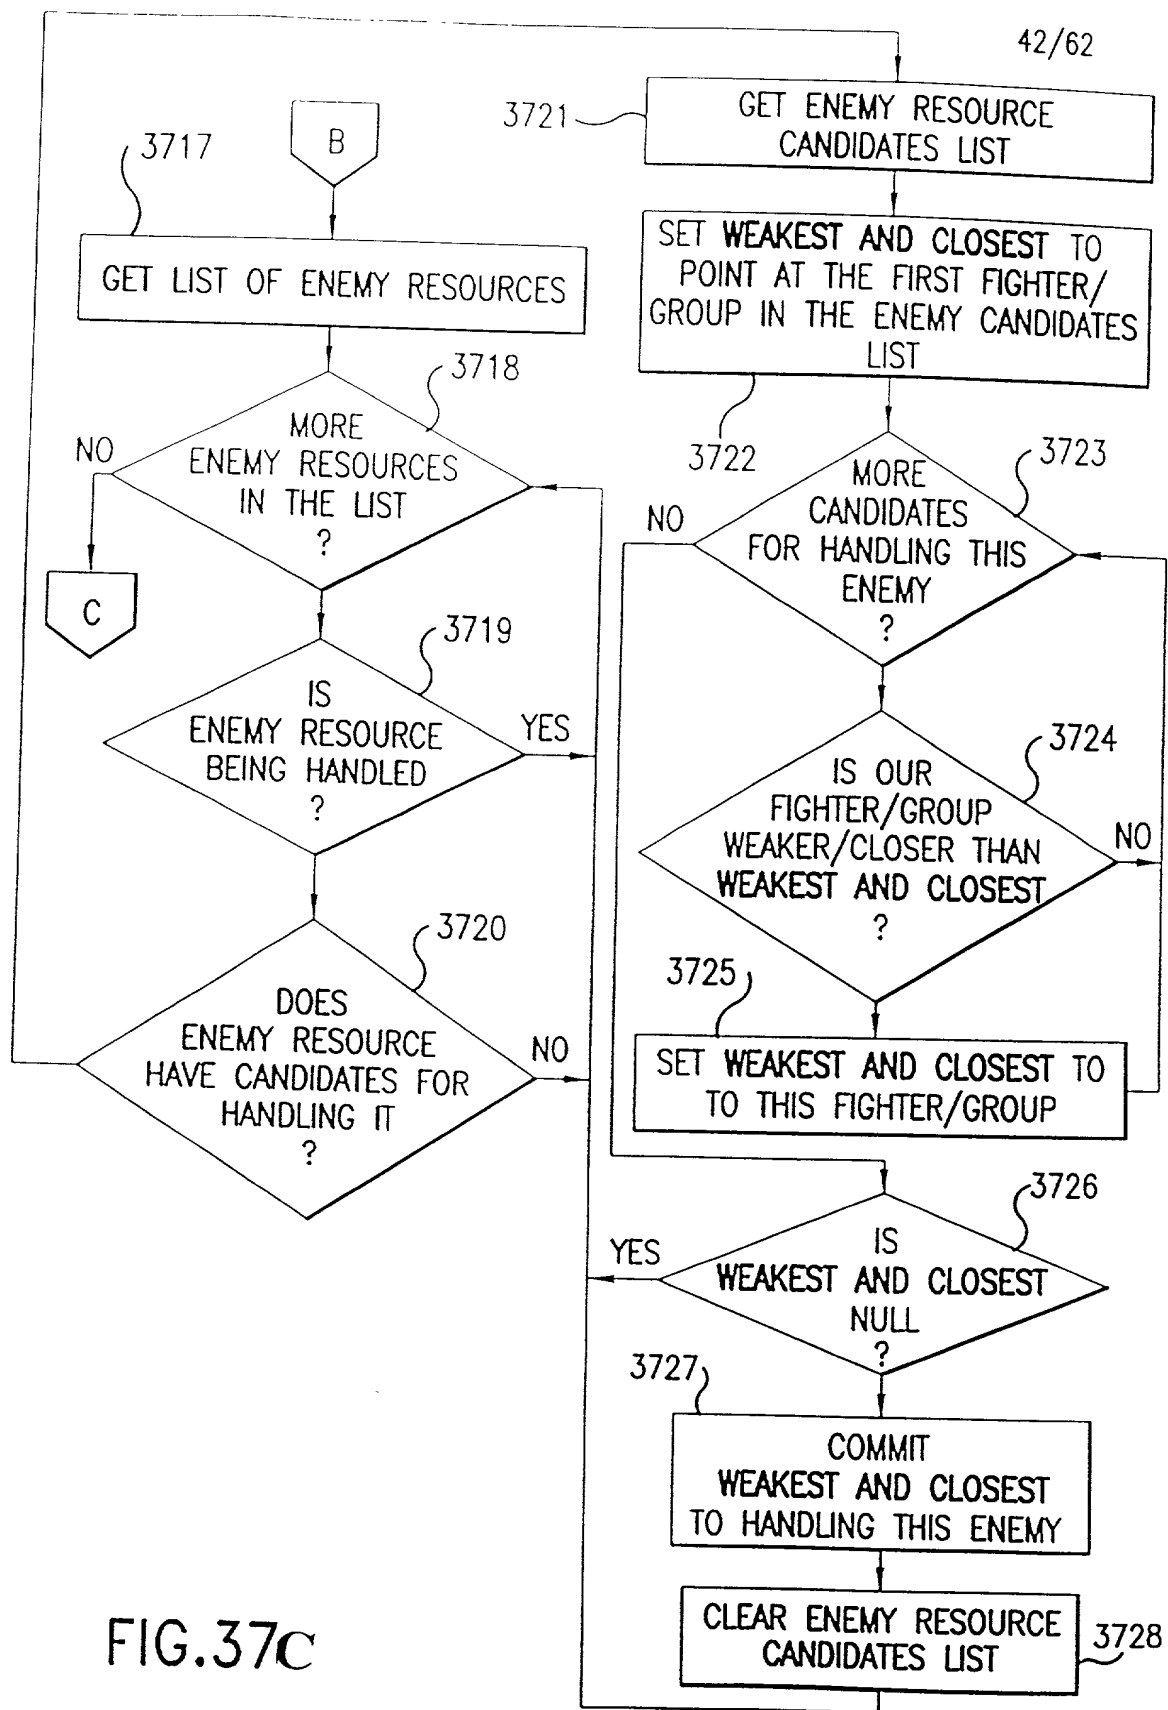 42/62
B
3717
GET LIST OF ENEMY RESOURCES
3718
MORE
ENEMY RESOURCES
IN THE LIST
?
NO
C
3719
IS
ENEMY RESOURCE
BEING HANDLED
?
YES
3720
DOES
ENEMY RESOURCE
HAVE CANDIDATES FOR
HANDLING IT
?
NO
3721
GET ENEMY RESOURCE
CANDIDATES LIST
SET WEAKEST AND CLOSEST TO
POINT AT THE FIRST FIGHTER/
GROUP IN THE ENEMY CANDIDATES
LIST
3722
3723
MORE
CANDIDATES
FOR HANDLING THIS
ENEMY
?
NO
3724
IS OUR
FIGHTER/GROUP
WEAKER/CLOSER THAN
WEAKEST AND CLOSEST
?
NO
3725
SET WEAKEST AND CLOSEST TO
TO THIS FIGHTER/GROUP
3726
IS
WEAKEST AND CLOSEST
NULL
?
YES
3727
COMMIT
WEAKEST AND CLOSEST
TO HANDLING THIS ENEMY
CLEAR ENEMY RESOURCE
CANDIDATES LIST
3728
FIG.37C